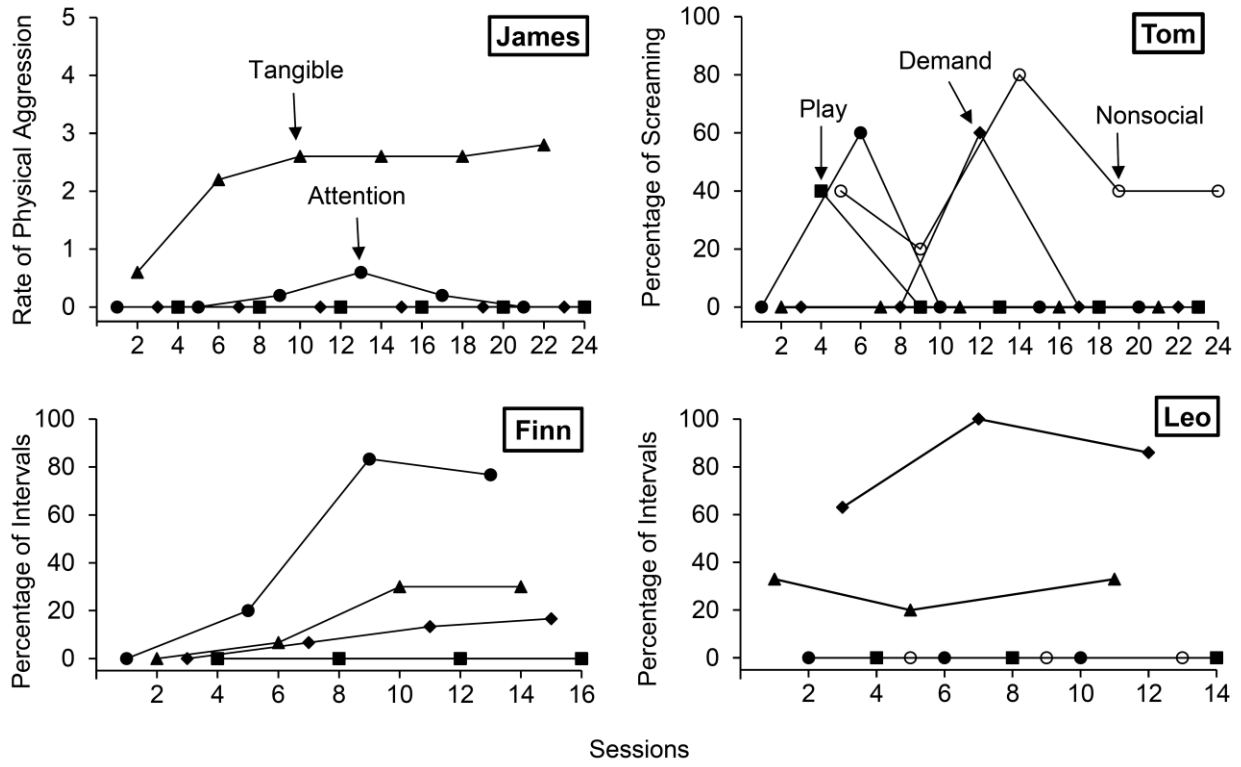 James
Rate of Physical Aggression
5
4
3
2
1
0
Tangible
Attention
2 4 6 8 10 12 14 16 18 20 22 24
Tom
Percentage of Screaming
100
80
60
40
20
0
Play
Demand
Nonsocial
2 4 6 8 10 12 14 16 18 20 22 24
Finn
Percentage of Intervals
100
80
60
40
20
0
2 4 6 8 10 12 14 16
Leo
Percentage of Intervals
100
80
60
40
20
0
2 4 6 8 10 12 14
Sessions